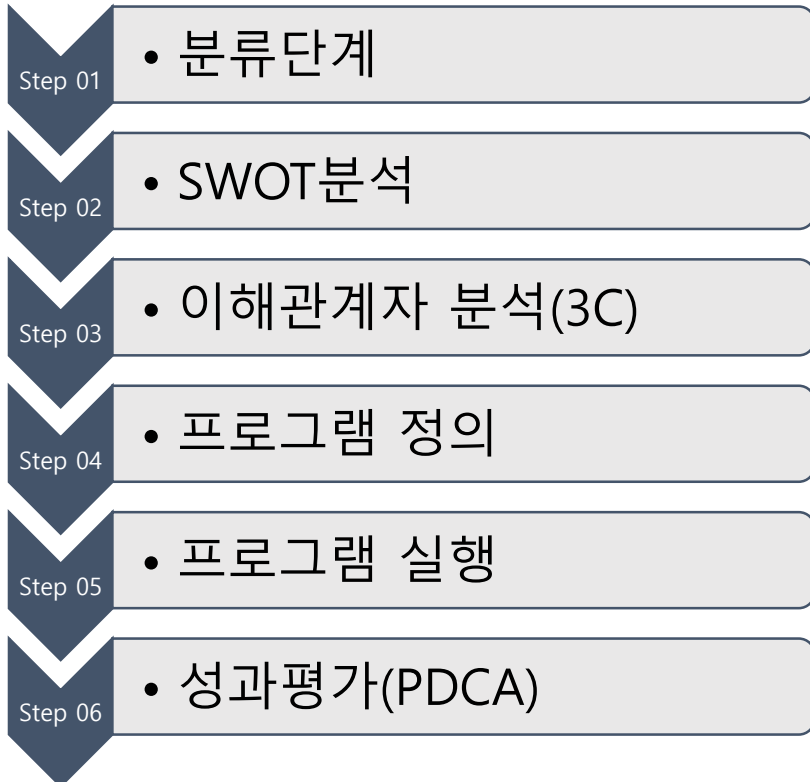 Step 01
• 분류단계
Step 02
• SWOT분석
Step 03
• 이해관계자 분석(3C)
Step 04
• 프로그램 정의
Step 05
• 프로그램 실행
Step 06
• 성과평가(PDCA)